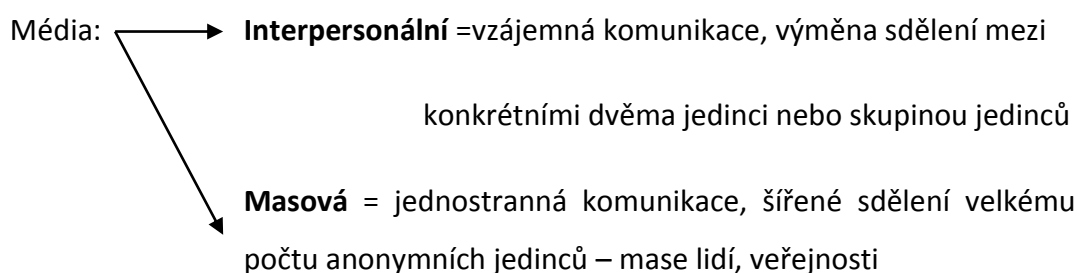 Média: Interpersonální =vzájemná komunikace, výměna sdělení mezi
konkrétními dvěma jedinci nebo skupinou jedinců
Masová = jednostranná komunikace, šířené sdělení velkému
počtu anonymních jedinců – mase lidí, veřejnosti